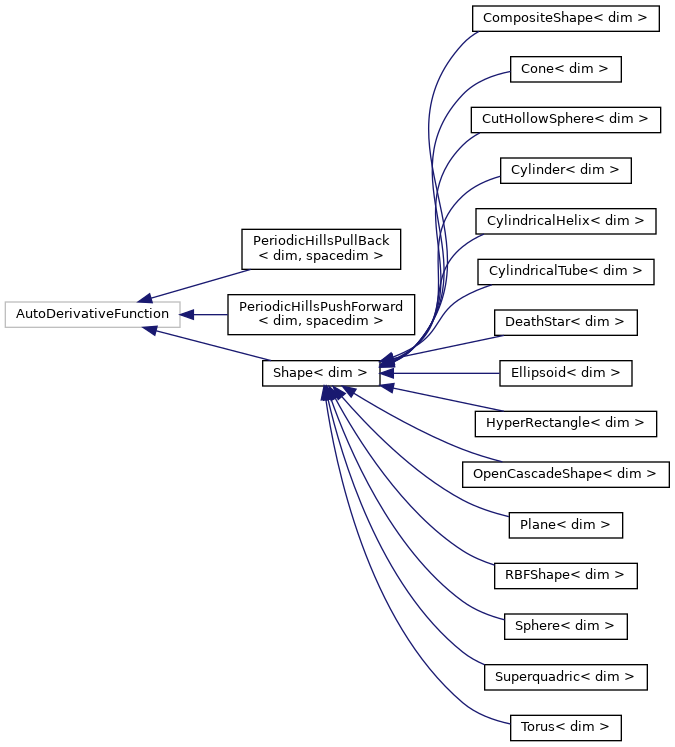 AutoDerivativeFunction
PeriodicHillsPullBack
< dim, spacedim >
PeriodicHillsPushForward
< dim, spacedim >
Shape< dim >
CompositeShape< dim >
Cone< dim >
CutHollowSphere< dim >
Cylinder< dim >
CylindricalHelix< dim >
CylindricalTube< dim >
DeathStar< dim >
Ellipsoid< dim >
HyperRectangle< dim >
OpenCascadeShape< dim >
Plane< dim >
RBFShape< dim >
Sphere< dim >
Superquadric< dim >
Torus< dim >